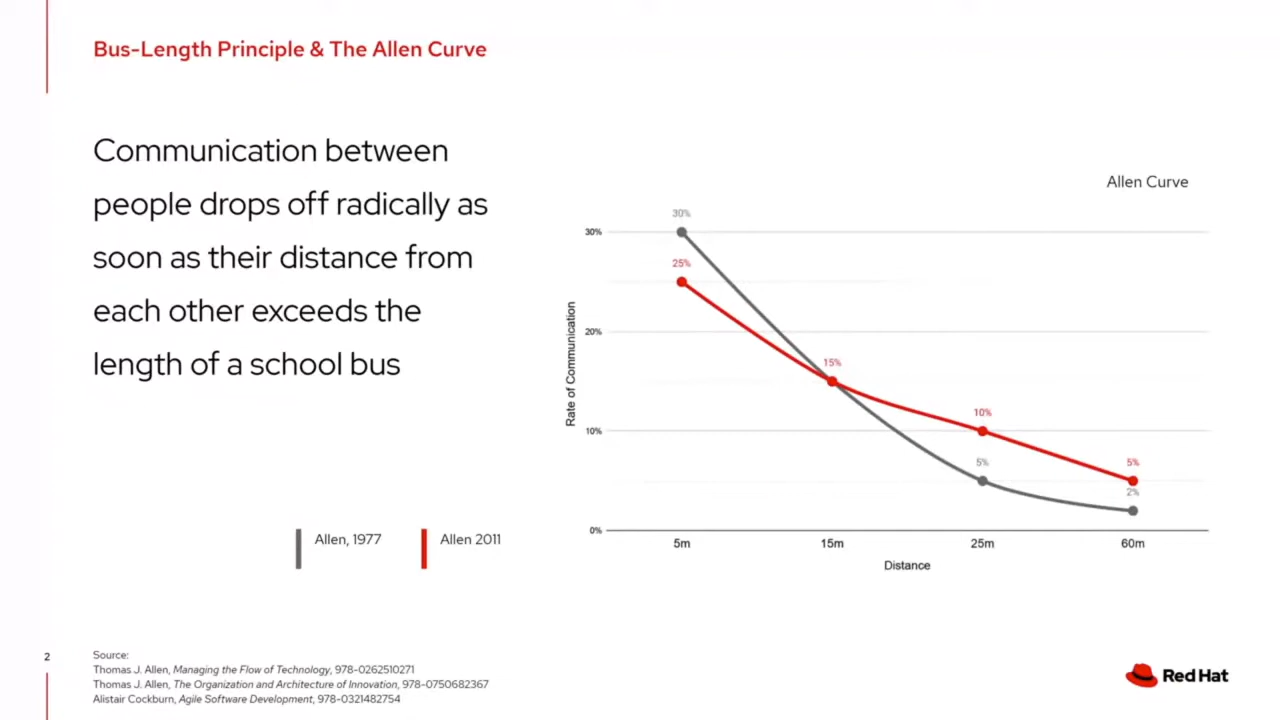 Bus-Length Principle & The Allen Curve
Communication between
people drops off radically as
soon as their distance from
each other exceeds the
length of a school bus
Allen, 1977
Allen 2011
Allen Curve
Rate of Communication
30%
20%
10%
0%
30%
25%
15%
10%
5%
5%
2%
5m
15m
25m
60m
Distance
2
Source:
Thomas J. Allen, Managing the Flow of Technology, 978-0262510271
Thomas J. Allen, The Organization and Architecture of Innovation, 978-0750682367
Alistair Cockburn, Agile Software Development, 978-0321482754
Red Hat